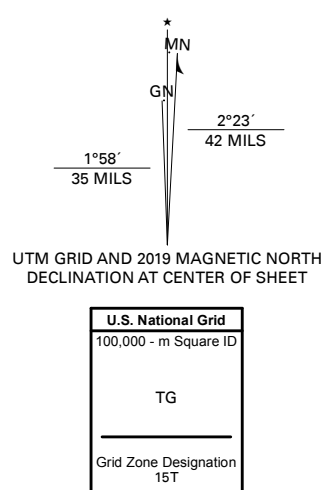 ★
MN
GN
2°23´
42 MILS
1°58´
35 MILS
UTM GRID AND 2019 MAGNETIC NORTH
DECLINATION AT CENTER OF SHEET
U.S. National Grid
100,000 - m Square ID
TG
Grid Zone Designation
15T